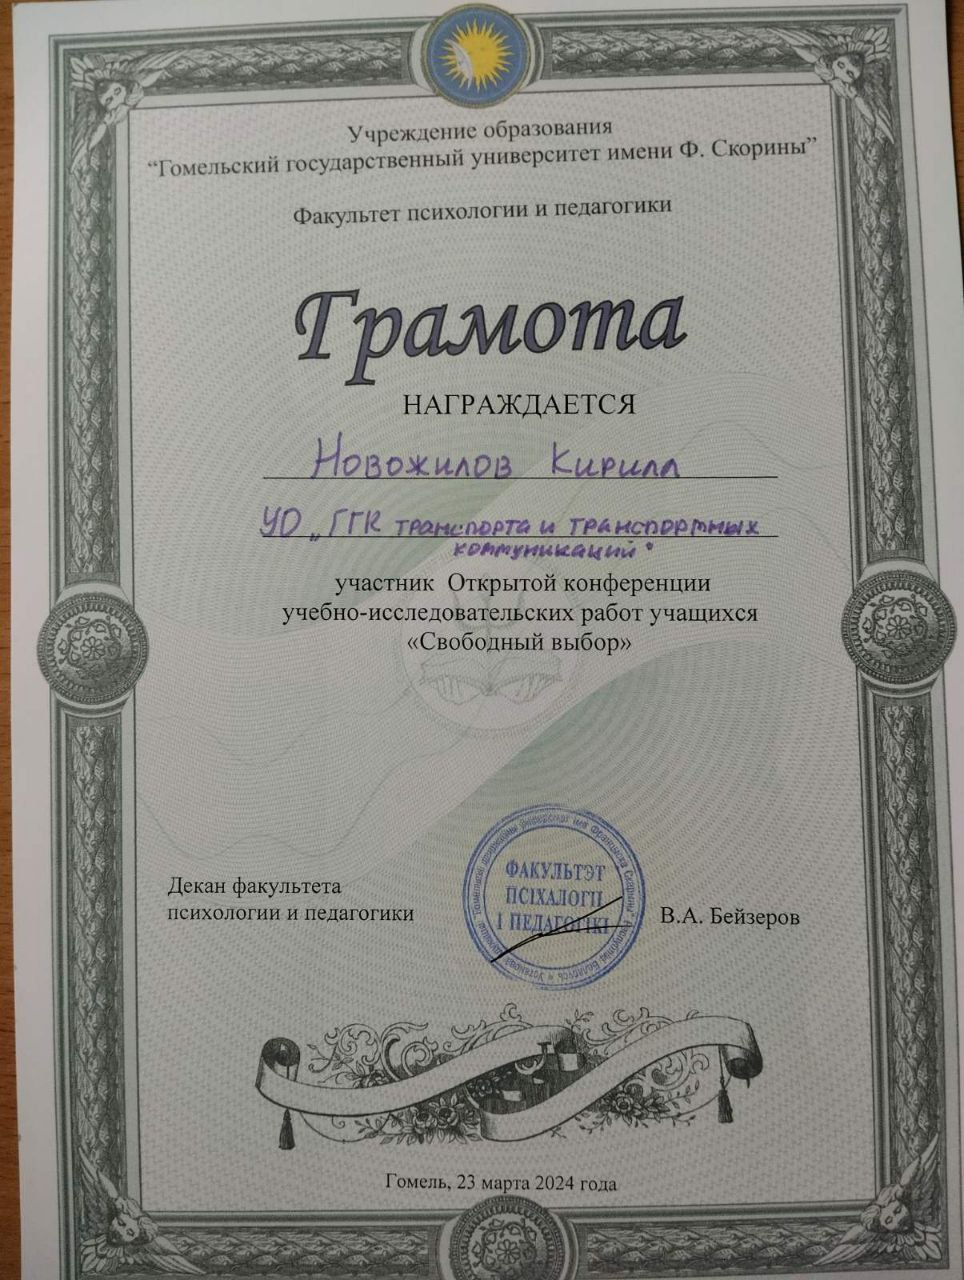 Учреждение образования
“Гомельский государственный университет имени Ф. Скорины”
Факультет психологии и педагогики
Грамота
НАГРАЖДАЕТСЯ
Новожилов Кирилл
УО „ГГК транспорта и транспортных
коммуникаций“
участник Открытой конференции
учебно-исследовательских работ учащихся
«Свободный выбор»
Декан факультета
психологии и педагогики
ФАКУЛЬТЭТ
ПСІХАЛОГІІ
І ПЕДАГОГІКІ
В.А. Бейзеров
Гомель, 23 марта 2024 года